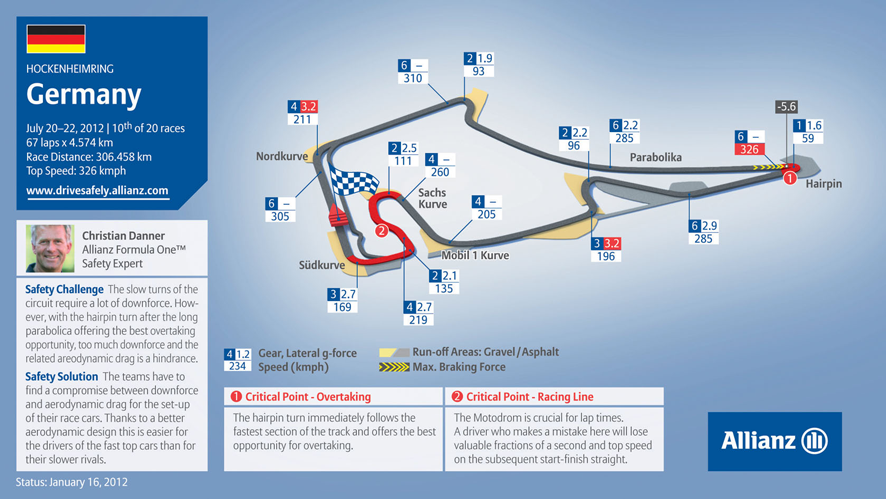 HOCKENHEIMRING
Germany
July 20–22, 2012 | 10th of 20 races
67 laps x 4.574 km
Race Distance: 306.458 km
Top Speed: 326 kmph
www.drivesafely.allianz.com
Christian Danner
Allianz Formula One™
Safety Expert
Safety Challenge The slow turns of the
circuit require a lot of downforce. How-
ever, with the hairpin turn after the long
parabolica offering the best overtaking
opportunity, too much downforce and the
related areodynamic drag is a hindrance.
Safety Solution The teams have to
find a compromise between downforce
and aerodynamic drag for the set-up
of their race cars. Thanks to a better
aerodynamic design this is easier for
the drivers of the fast top cars than for
their slower rivals.
Status: January 16, 2012
6 –
310
2 1.9
93
4 3.2
211
Nordkurve
2 2.5
111
4 –
260
Sachs
Kurve
6 –
305
2
4 –
205
Mobil 1 Kurve
Südkurve
2 2.1
135
3 2.7
169
4 2.7
219
2 2.2
96
6 2.2
285
Parabolika
-5.6
6 –
326
1 1.6
59
1
Hairpin
6 2.9
285
3 3.2
196
4 1.2
234
Gear, Lateral g-force
Speed (kmph)
Run-off Areas: Gravel/Asphalt
Max. Braking Force
1 Critical Point - Overtaking
The hairpin turn immediately follows the
fastest section of the track and offers the best
opportunity for overtaking.
2 Critical Point - Racing Line
The Motodrom is crucial for lap times.
A driver who makes a mistake here will lose
valuable fractions of a second and top speed
on the subsequent start-finish straight.
Allianz